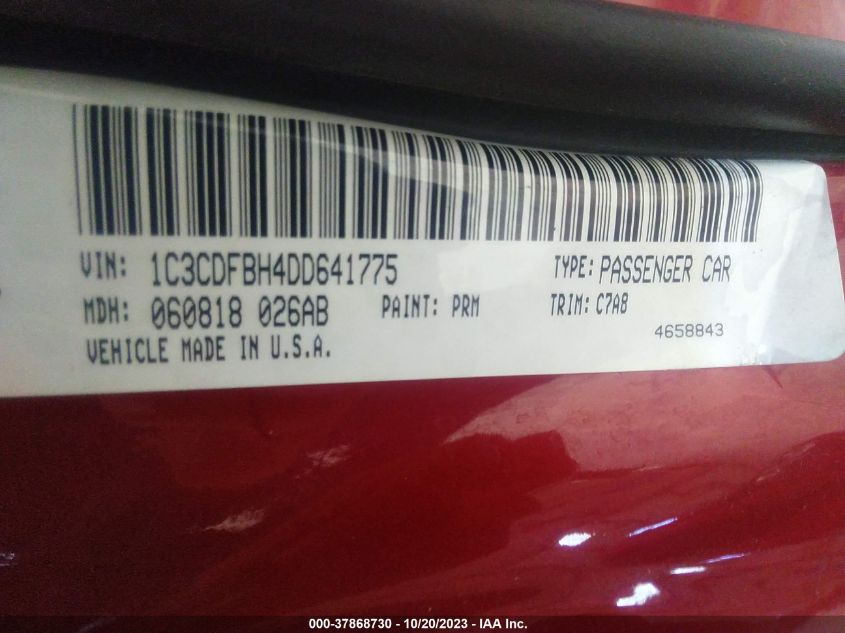 VIN: 1C3CDFBH4DD641775 TYPE: PASSENGER CAR
MDH: 060818 026AB PAINT: PRM TRIM: C7A8
4658843
VEHICLE MADE IN U.S.A.
000-37868730 - 10/20/2023 - IAA Inc.